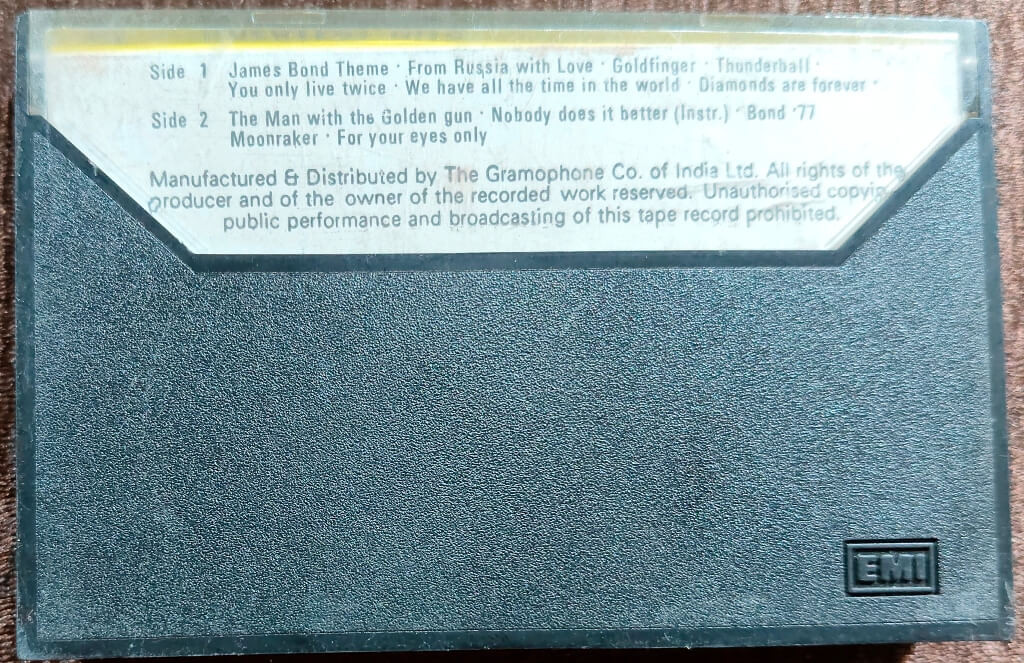 Side 1 James Bond Theme · From Russia with Love · Goldfinger · Thunderball ·
You only live twice · We have all the time in the world · Diamonds are forever ·
Side 2 The Man with the Golden gun · Nobody does it better (Instr.) · Bond '77
Moonraker · For your eyes only
Manufactured & Distributed by The Gramophone Co. of India Ltd. All rights of the
producer and of the owner of the recorded work reserved. Unauthorised copying
public performance and broadcasting of this tape record prohibited.
EMI